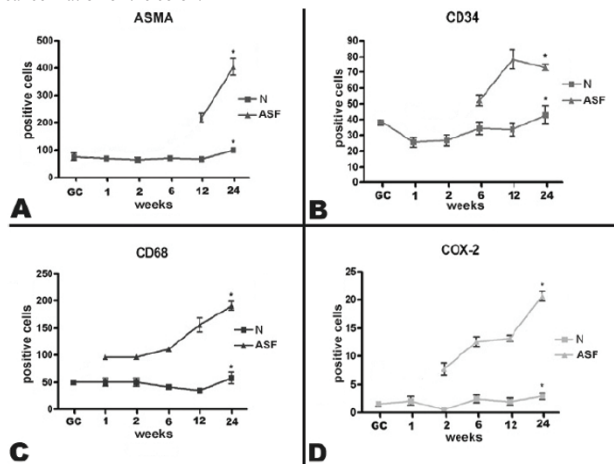 ASMA
positive cells
500
400
300
200
100
0
GC 1 2 6 12 24
weeks
N
ASF
*
*
A
CD34
positive cells
90
80
70
60
50
40
30
20
10
0
GC 1 2 6 12 24
weeks
N
ASF
*
*
B
CD68
positive cells
250
200
150
100
50
0
GC 1 2 6 12 24
weeks
N
ASF
*
*
C
COX-2
positive cells
25
20
15
10
5
0
GC 1 2 6 12 24
weeks
N
ASF
*
*
D